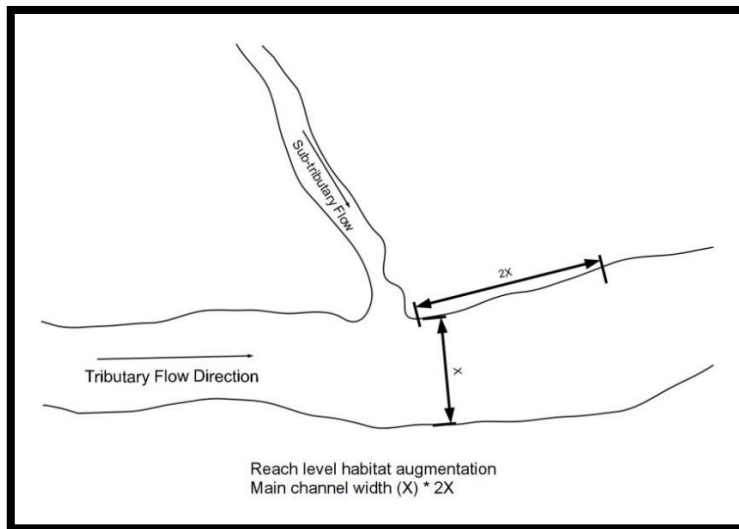 Sub-tributary Flow
2X
X
Tributary Flow Direction
Reach level habitat augmentation
Main channel width (X) * 2X